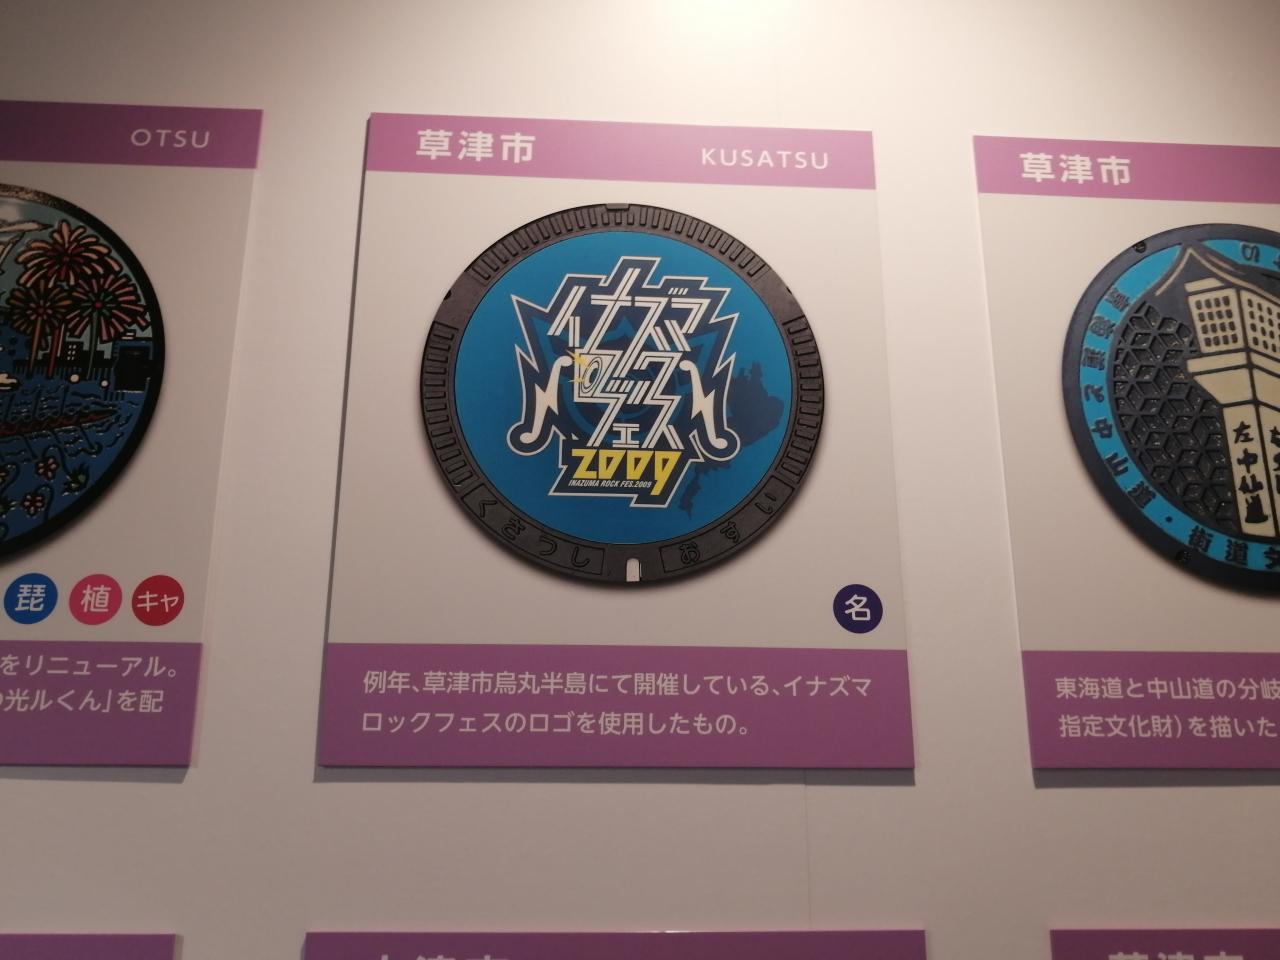 OTSU
琵 植 キャ
をリニューアル。
光ルくん」を配
草津市 KUSATSU
イナズマ
ロック
フェス
2009
INAZUMA ROCK FES.2009
くさつし おすい
名
例年、草津市烏丸半島にて開催している、イナズマ
ロックフェスのロゴを使用したもの。
草津市
左中仙道
街道
東海道と中山道の分岐
指定文化財）を描いた